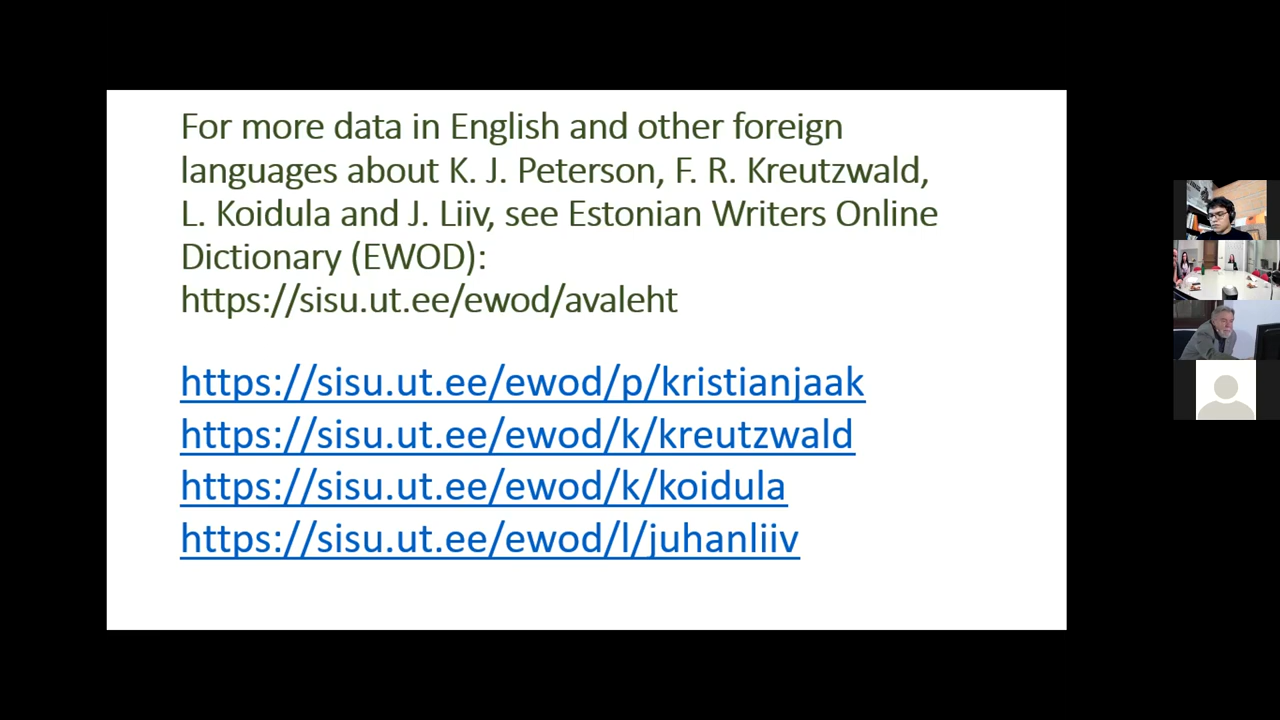 For more data in English and other foreign
languages about K. J. Peterson, F. R. Kreutzwald,
L. Koidula and J. Liiv, see Estonian Writers Online
Dictionary (EWOD):
https://sisu.ut.ee/ewod/avaleht
https://sisu.ut.ee/ewod/p/kristianjaak
https://sisu.ut.ee/ewod/k/kreutzwald
https://sisu.ut.ee/ewod/k/koidula
https://sisu.ut.ee/ewod/l/juhanliiv